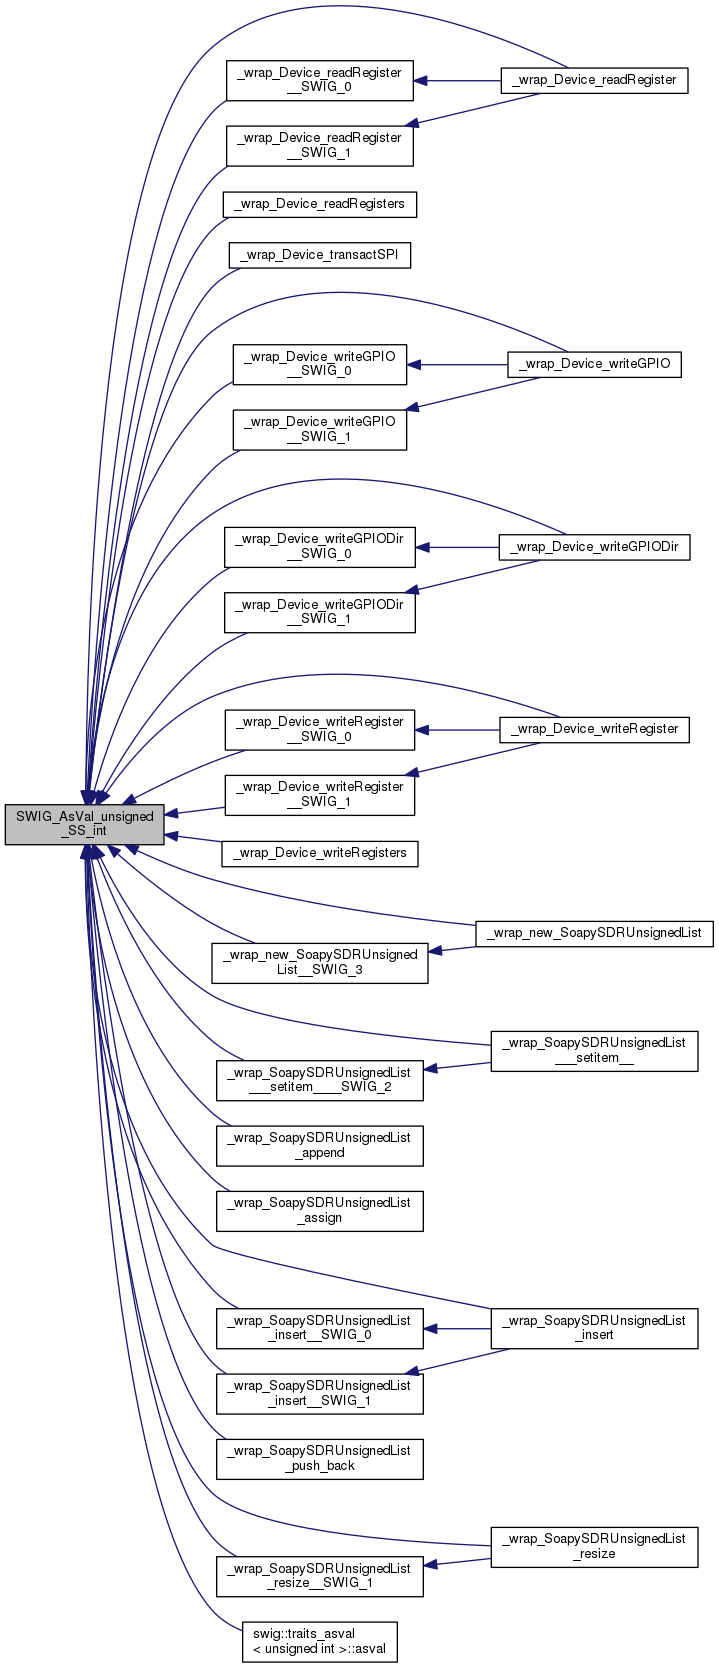 _wrap_Device_readRegister
__SWIG_0
_wrap_Device_readRegister
_wrap_Device_readRegister
__SWIG_1
_wrap_Device_readRegisters
_wrap_Device_transactSPI
_wrap_Device_writeGPIO
__SWIG_0
_wrap_Device_writeGPIO
_wrap_Device_writeGPIO
__SWIG_1
_wrap_Device_writeGPIODir
__SWIG_0
_wrap_Device_writeGPIODir
_wrap_Device_writeGPIODir
__SWIG_1
_wrap_Device_writeRegister
__SWIG_0
_wrap_Device_writeRegister
_wrap_Device_writeRegister
__SWIG_1
SWIG_AsVal_unsigned
_SS_int
_wrap_Device_writeRegisters
_wrap_new_SoapySDRUnsignedList
_wrap_new_SoapySDRUnsigned
List__SWIG_3
_wrap_SoapySDRUnsignedList
___setitem__
_wrap_SoapySDRUnsignedList
___setitem____SWIG_2
_wrap_SoapySDRUnsignedList
_append
_wrap_SoapySDRUnsignedList
_assign
_wrap_SoapySDRUnsignedList
_insert__SWIG_0
_wrap_SoapySDRUnsignedList
_insert
_wrap_SoapySDRUnsignedList
_insert__SWIG_1
_wrap_SoapySDRUnsignedList
_push_back
_wrap_SoapySDRUnsignedList
_resize
_wrap_SoapySDRUnsignedList
_resize__SWIG_1
swig::traits_asval
< unsigned int >::asval